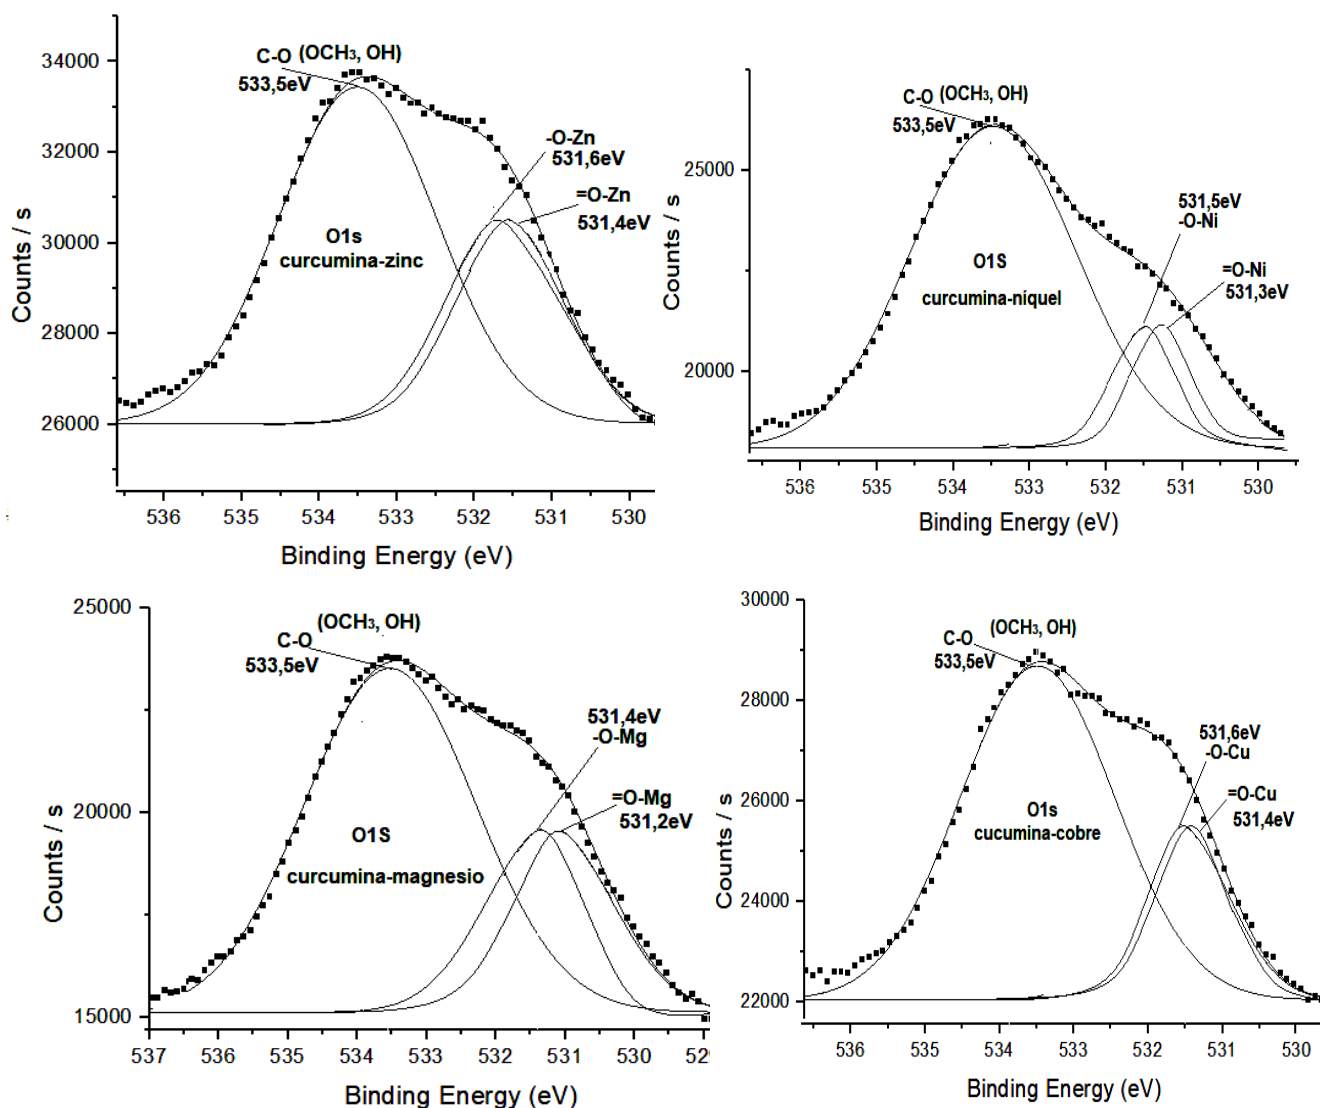 C-O (OCH3, OH)
533,5eV
-O-Zn
531,6eV
=O-Zn
531,4eV
O1s
curcumina-zinc
34000
32000
30000
28000
26000
Counts / s
536 535 534 533 532 531 530
Binding Energy (eV)
C-O (OCH3, OH)
533,5eV
531,5eV
-O-Ni
=O-Ni
531,3eV
O1S
curcumina-níquel
25000
20000
Counts / s
536 535 534 533 532 531 530
Binding Energy (eV)
(OCH3, OH)
C-O
533,5eV
531,4eV
-O-Mg
=O-Mg
531,2eV
O1S
curcumina-magnesio
25000
20000
15000
Counts / s
537 536 535 534 533 532 531 530 529
Binding Energy (eV)
(OCH3, OH)
C-O
533,5eV
531,6eV
-O-Cu
=O-Cu
531,4eV
O1s
cucumina-cobre
30000
28000
26000
24000
22000
Counts / s
536 535 534 533 532 531 530
Binding Energy (eV)